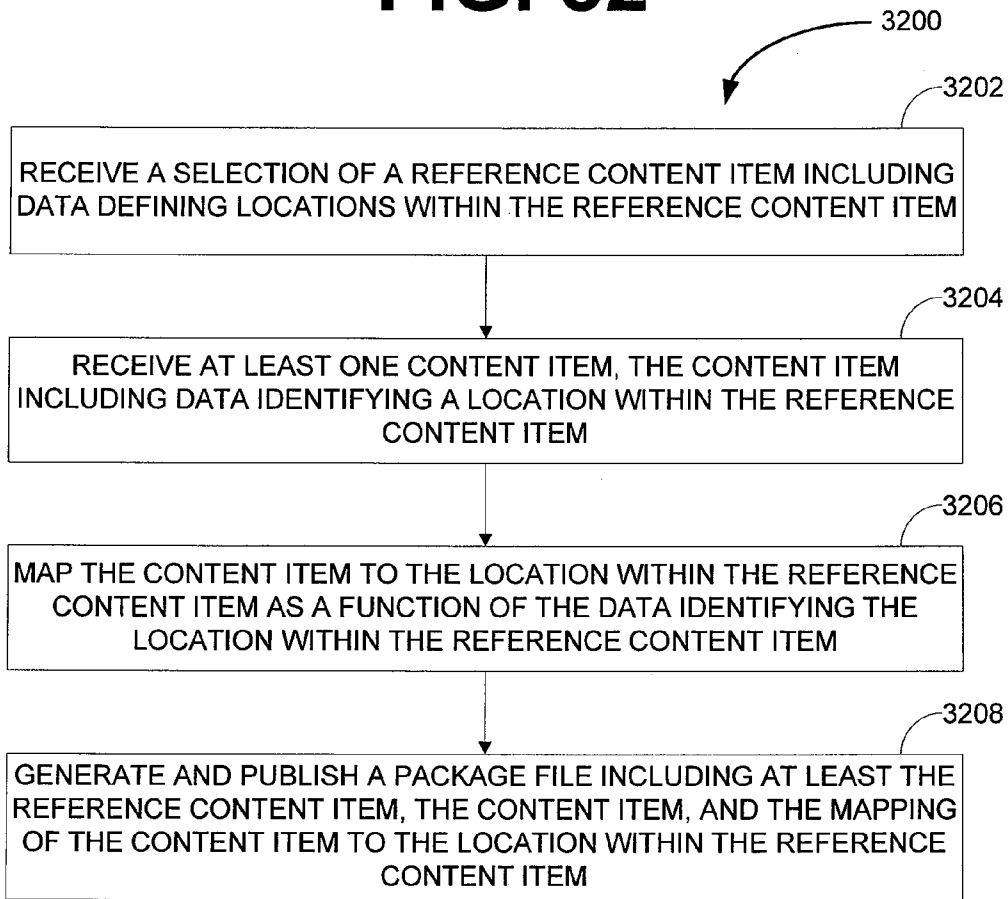 FIG. 32
3200
3202
RECEIVE A SELECTION OF A REFERENCE CONTENT ITEM INCLUDING
DATA DEFINING LOCATIONS WITHIN THE REFERENCE CONTENT ITEM
3204
RECEIVE AT LEAST ONE CONTENT ITEM, THE CONTENT ITEM
INCLUDING DATA IDENTIFYING A LOCATION WITHIN THE REFERENCE
CONTENT ITEM
3206
MAP THE CONTENT ITEM TO THE LOCATION WITHIN THE REFERENCE
CONTENT ITEM AS A FUNCTION OF THE DATA IDENTIFYING THE
LOCATION WITHIN THE REFERENCE CONTENT ITEM
3208
GENERATE AND PUBLISH A PACKAGE FILE INCLUDING AT LEAST THE
REFERENCE CONTENT ITEM, THE CONTENT ITEM, AND THE MAPPING
OF THE CONTENT ITEM TO THE LOCATION WITHIN THE REFERENCE
CONTENT ITEM